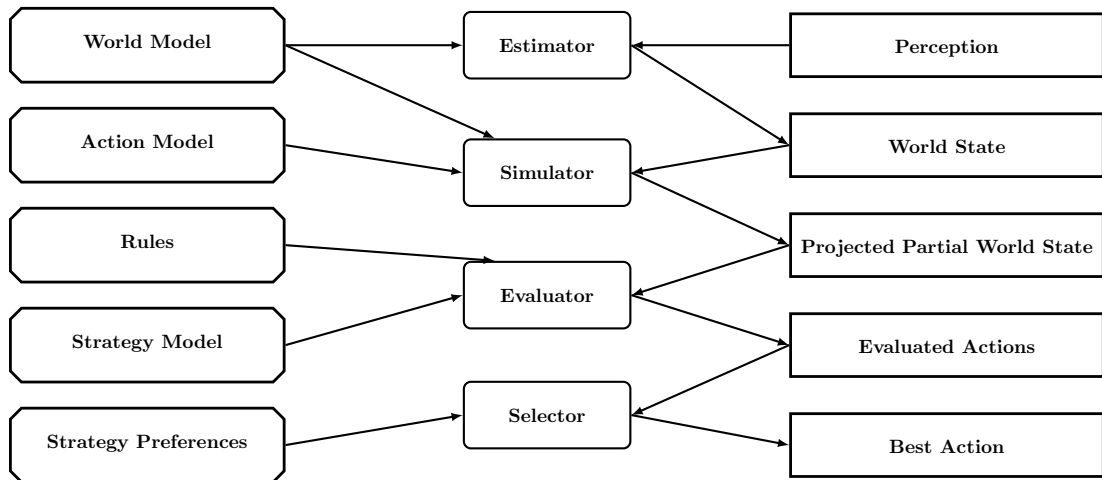 World Model
Estimator
Perception
Action Model
Simulator
World State
Rules
Evaluator
Projected Partial World State
Strategy Model
Evaluated Actions
Strategy Preferences
Selector
Best Action